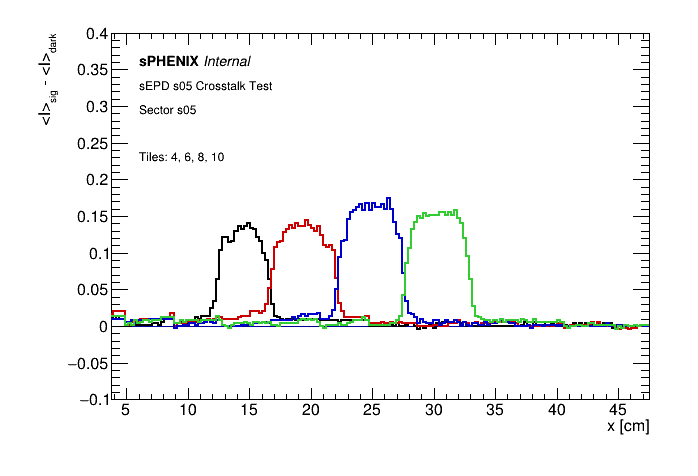 sPHENIX Internal
sEPD s05 Crosstalk Test
Sector s05
Tiles: 4, 6, 8, 10
<I>sig - <I>dark
0.4
0.35
0.3
0.25
0.2
0.15
0.1
0.05
0
−0.05
−0.1
5 10 15 20 25 30 35 40 45
x [cm]